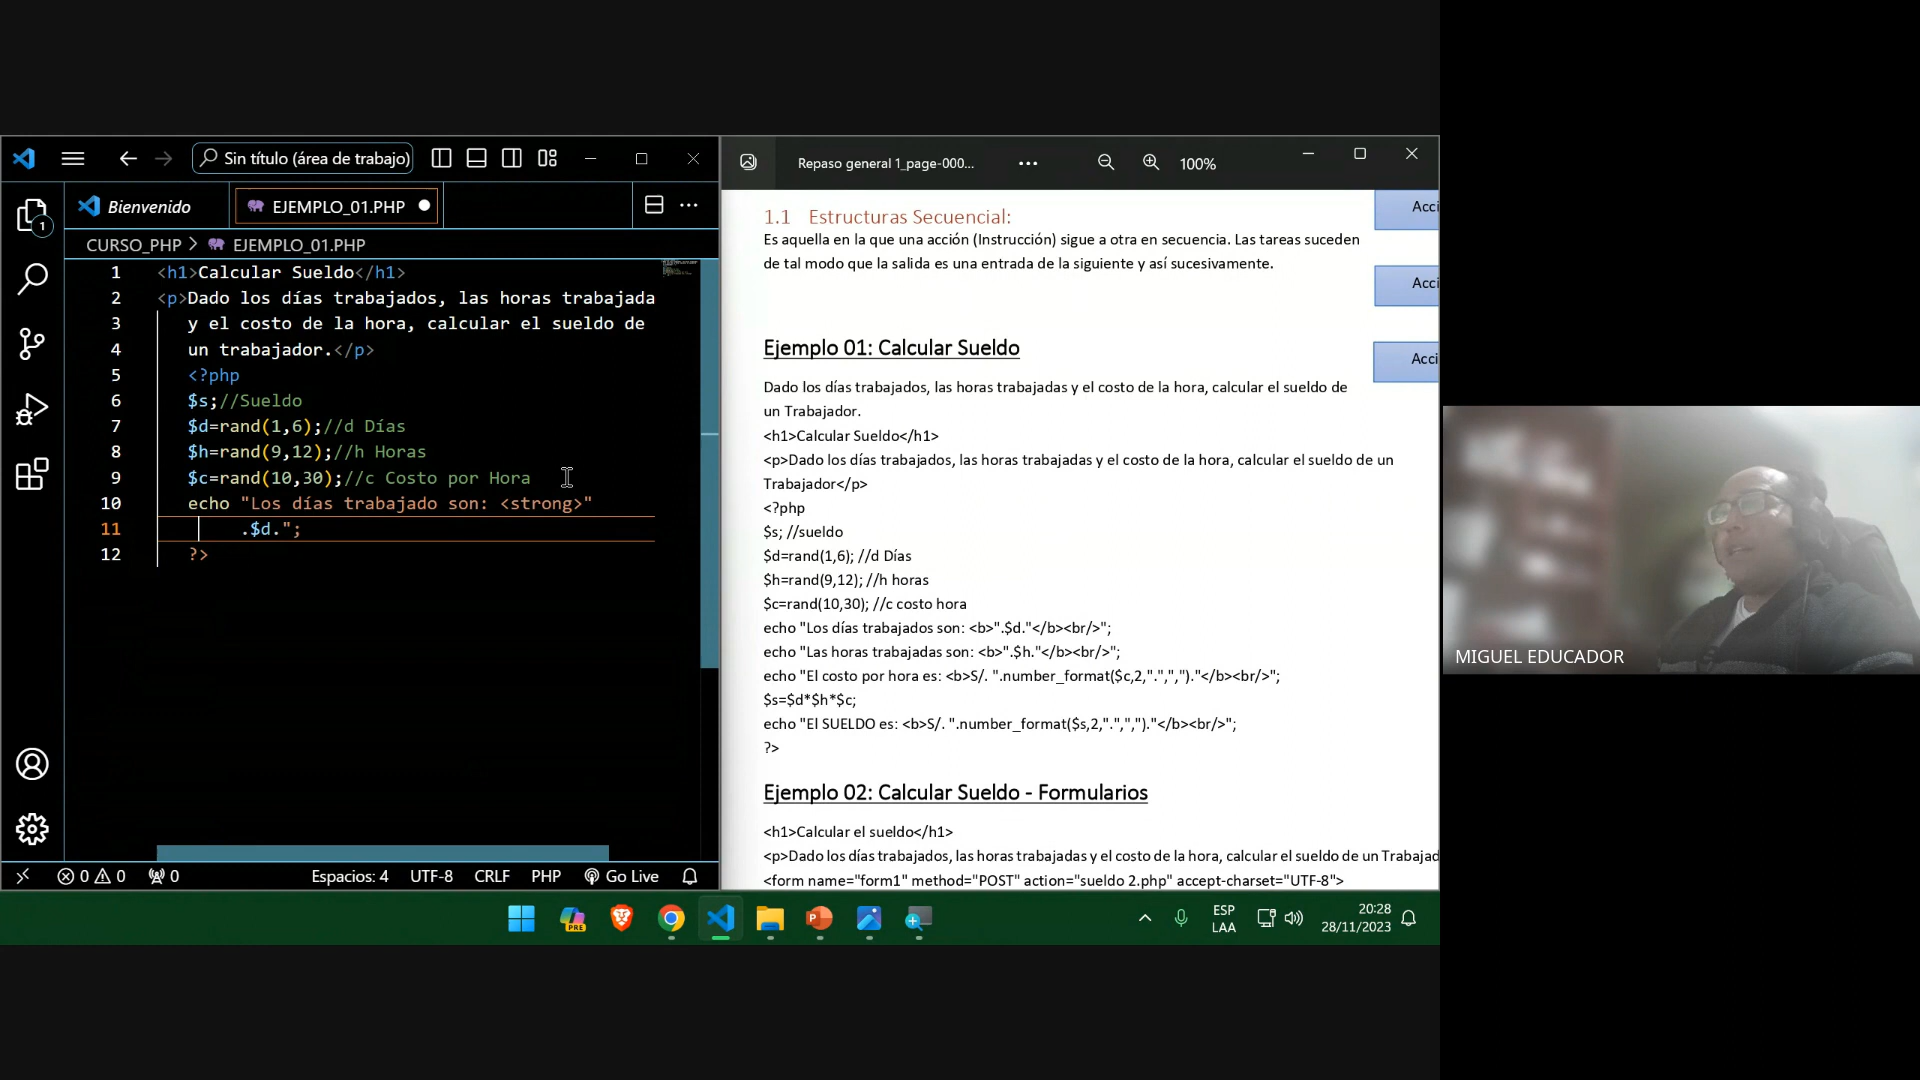 Sin título (área de trabajo)
Bienvenido
EJEMPLO_01.PHP
CURSO_PHP > EJEMPLO_01.PHP
1 <h1>Calcular Sueldo</h1>
2 <p>Dado los días trabajados, las horas trabajada
3 y el costo de la hora, calcular el sueldo de
4 un trabajador.</p>
5 <?php
6 $s;//Sueldo
7 $d=rand(1,6);//d Días
8 $h=rand(9,12);//h Horas
9 $c=rand(10,30);//c Costo por Hora
10 echo "Los días trabajado son: <strong>"
11 .$d.";
12 ?>
1
0 0 0
Espacios: 4 UTF-8 CRLF PHP Go Live
Repaso general 1_page-000... ... 100%
1.1 Estructuras Secuencial:
Es aquella en la que una acción (Instrucción) sigue a otra en secuencia. Las tareas suceden
de tal modo que la salida es una entrada de la siguiente y así sucesivamente.
Acci
Acci
Acci
Ejemplo 01: Calcular Sueldo
Dado los días trabajados, las horas trabajadas y el costo de la hora, calcular el sueldo de
un Trabajador.
<h1>Calcular Sueldo</h1>
<p>Dado los días trabajados, las horas trabajadas y el costo de la hora, calcular el sueldo de un
Trabajador</p>
<?php
$s; //sueldo
$d=rand(1,6); //d Días
$h=rand(9,12); //h horas
$c=rand(10,30); //c costo hora
echo "Los días trabajados son: <b>".$d."</b><br/>";
echo "Las horas trabajadas son: <b>".$h."</b><br/>";
echo "El costo por hora es: <b>S/. ".number_format($c,2,".",",")."</b><br/>";
$s=$d*$h*$c;
echo "El SUELDO es: <b>S/. ".number_format($s,2,".",",")."</b><br/>";
?>
Ejemplo 02: Calcular Sueldo - Formularios
<h1>Calcular el sueldo</h1>
<p>Dado los días trabajados, las horas trabajadas y el costo de la hora, calcular el sueldo de un Trabajad
<form name="form1" method="POST" action="sueldo 2.php" accept-charset="UTF-8">
MIGUEL EDUCADOR
PRE
ESP
LAA
20:28
28/11/2023